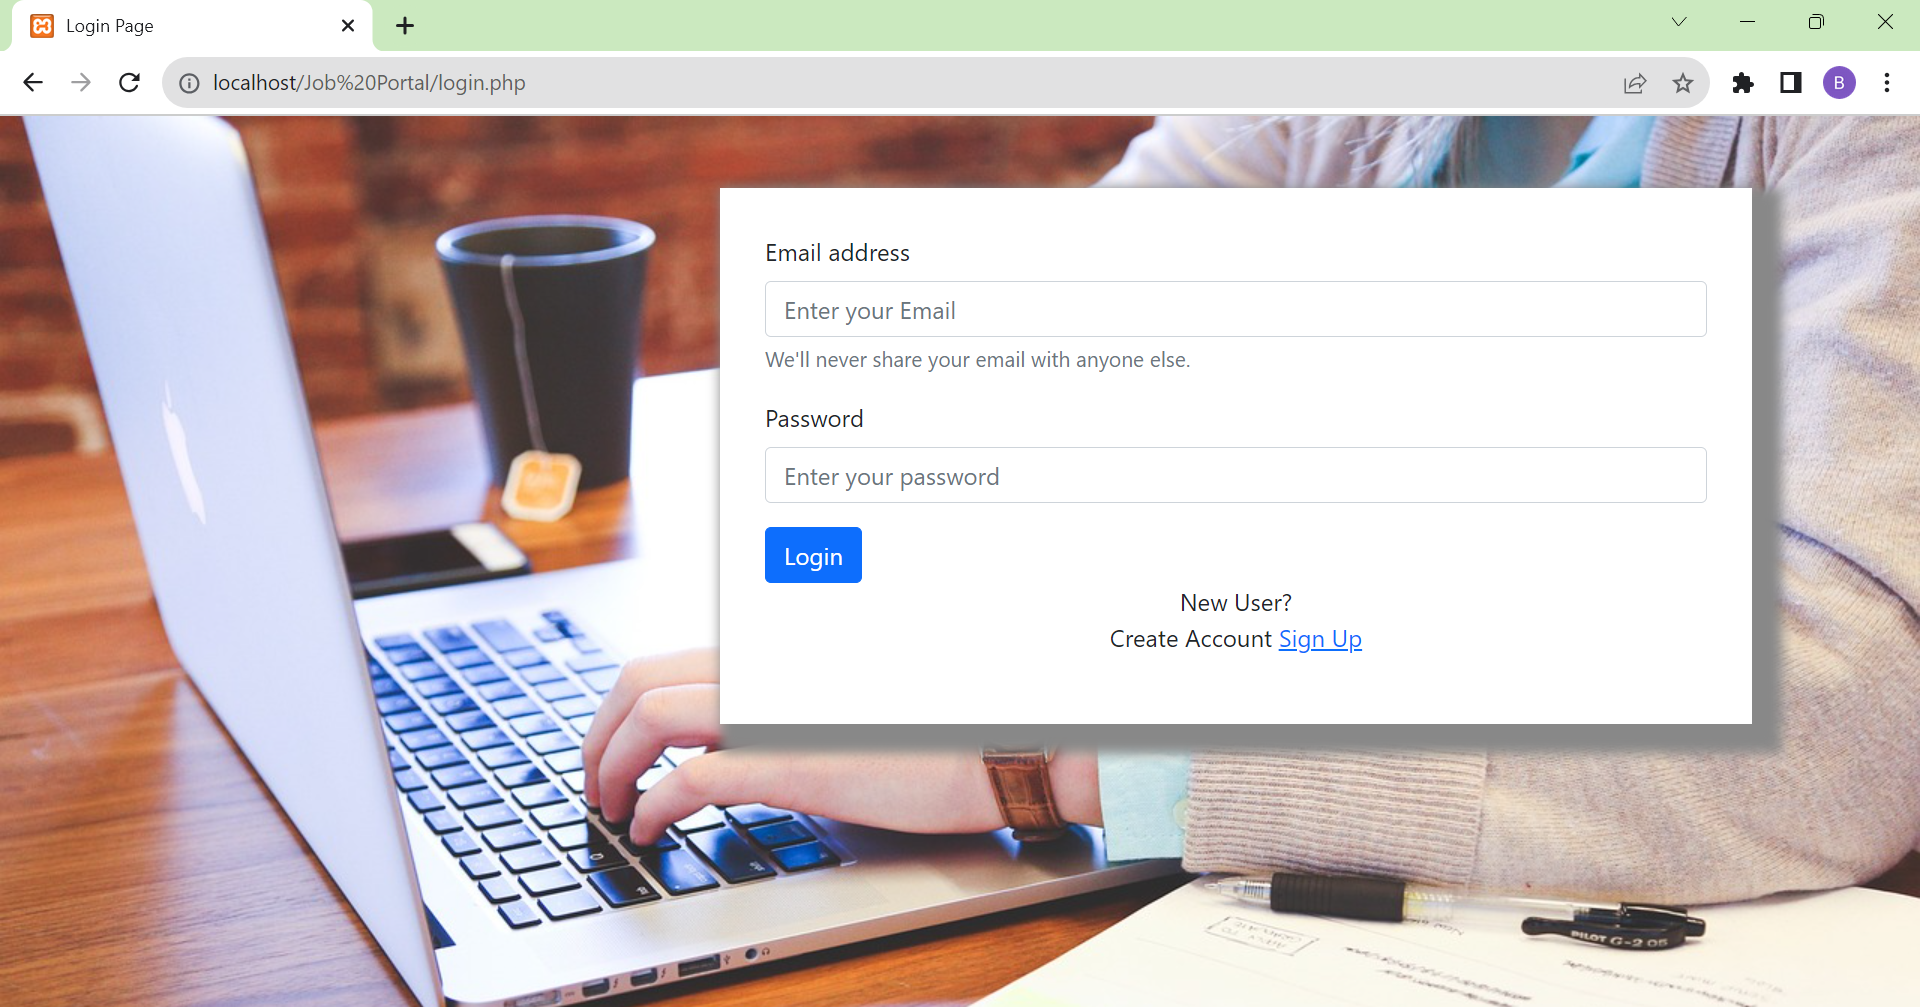 Login Page
localhost/Job%20Portal/login.php
B
Email address
Enter your Email
We'll never share your email with anyone else.
Password
Enter your password
Login
New User?
Create Account Sign Up
PILOT G-2 05